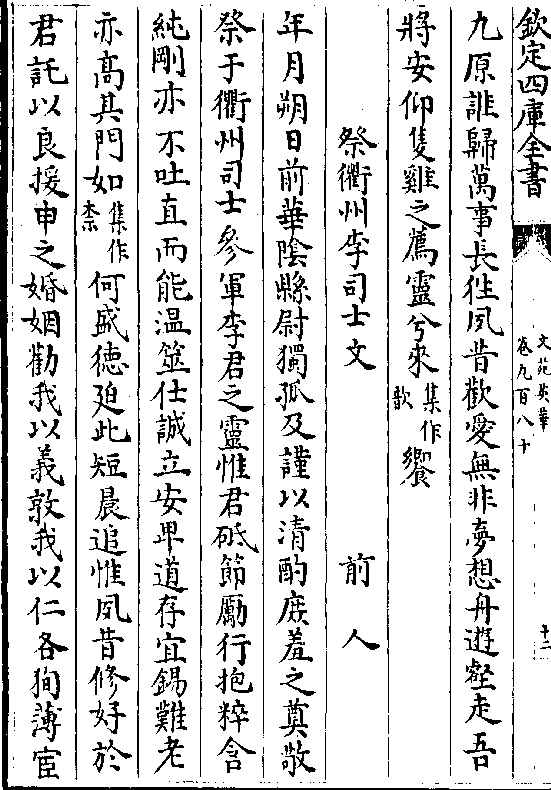 欽定四庫全書
文苑英華
卷九百八十
十二
九原誰歸萬事長徃夙昔歡愛無非夢想舟遊壑走吾
將安仰隻雞之薦靈兮來集作歆饗
祭衢州李司士文　前人
年月朔日前華陰縣尉獨孤及謹以清酌庻羞之奠敬
祭于衢州司士參軍李君之靈惟君砥節勵行抱粹含
純剛亦不吐直而能温筮仕誠立安卑道存宜錫難老
亦髙其門如集作柰何盛徳廹此短晨追惟夙昔修好於
君託以良援申之婚姻勸我以義敦我以仁各狥薄宦